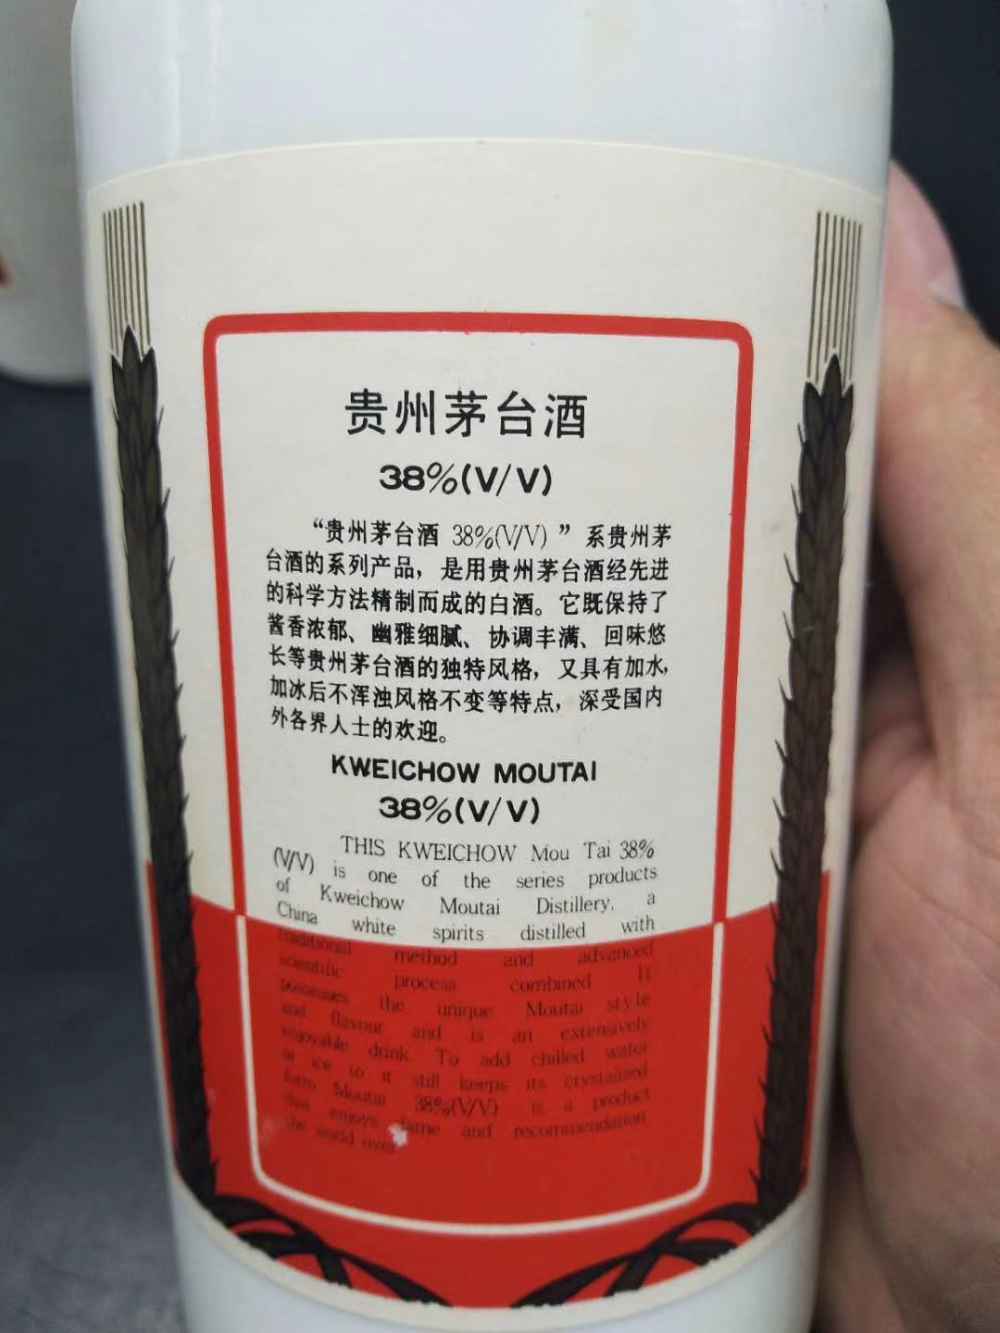 贵州茅台酒
38%(V/V)
“贵州茅台酒 38%(V/V)”系贵州茅
台酒的系列产品，是用贵州茅台酒经先进
的科学方法精制而成的白酒。它既保持了
酱香浓郁、幽雅细腻、协调丰满、回味悠
长等贵州茅台酒的独特风格，又具有加水，
加冰后不浑浊风格不变等特点，深受国内
外各界人士的欢迎。
KWEICHOW MOUTAI
38%(V/V)
THIS KWEICHOW Mou Tai 38%
(V/V) is one of the series products
of Kweichow Moutai Distillery, a
China white spirits distilled with
traditional method and advanced
scientific process combined It
possesses the unique Moutai style
and flavour and is an extensively
enjoyable drink. To add chilled water
or ice to it still keeps its crystalized
form Moutai 38%(V/V) is a product
that enjoys fame and recommendation
the world over